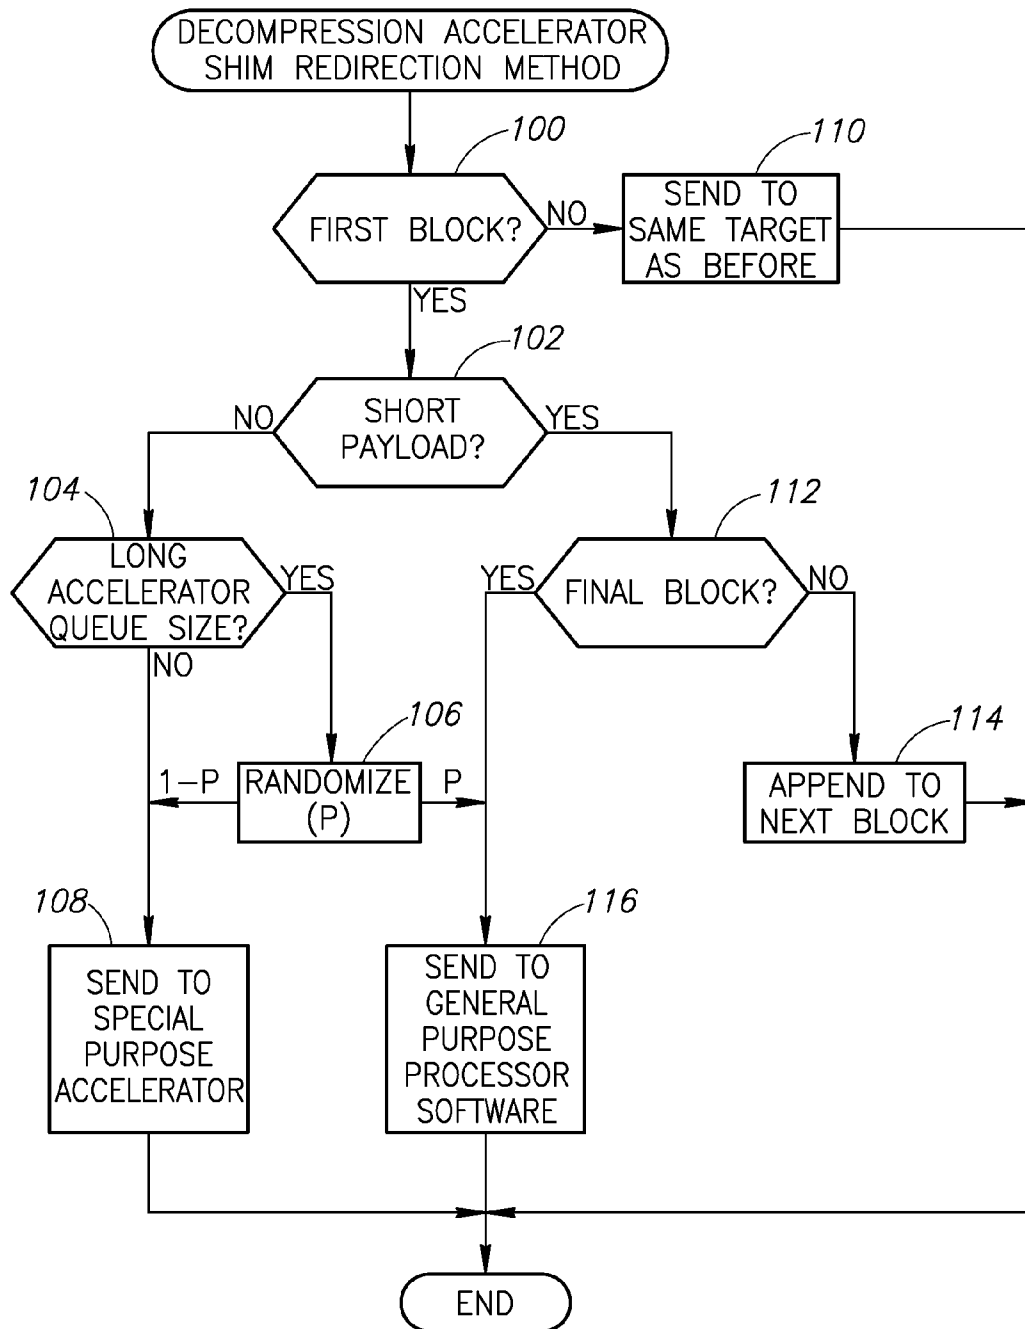 DECOMPRESSION ACCELERATOR
SHIM REDIRECTION METHOD
100
FIRST BLOCK?
NO
110
SEND TO
SAME TARGET
AS BEFORE
YES
102
SHORT
PAYLOAD?
NO
YES
104
LONG
ACCELERATOR
QUEUE SIZE?
YES
NO
112
FINAL BLOCK?
YES
NO
106
RANDOMIZE
(P)
1-P
P
114
APPEND TO
NEXT BLOCK
108
SEND TO
SPECIAL
PURPOSE
ACCELERATOR
116
SEND TO
GENERAL
PURPOSE
PROCESSOR
SOFTWARE
END